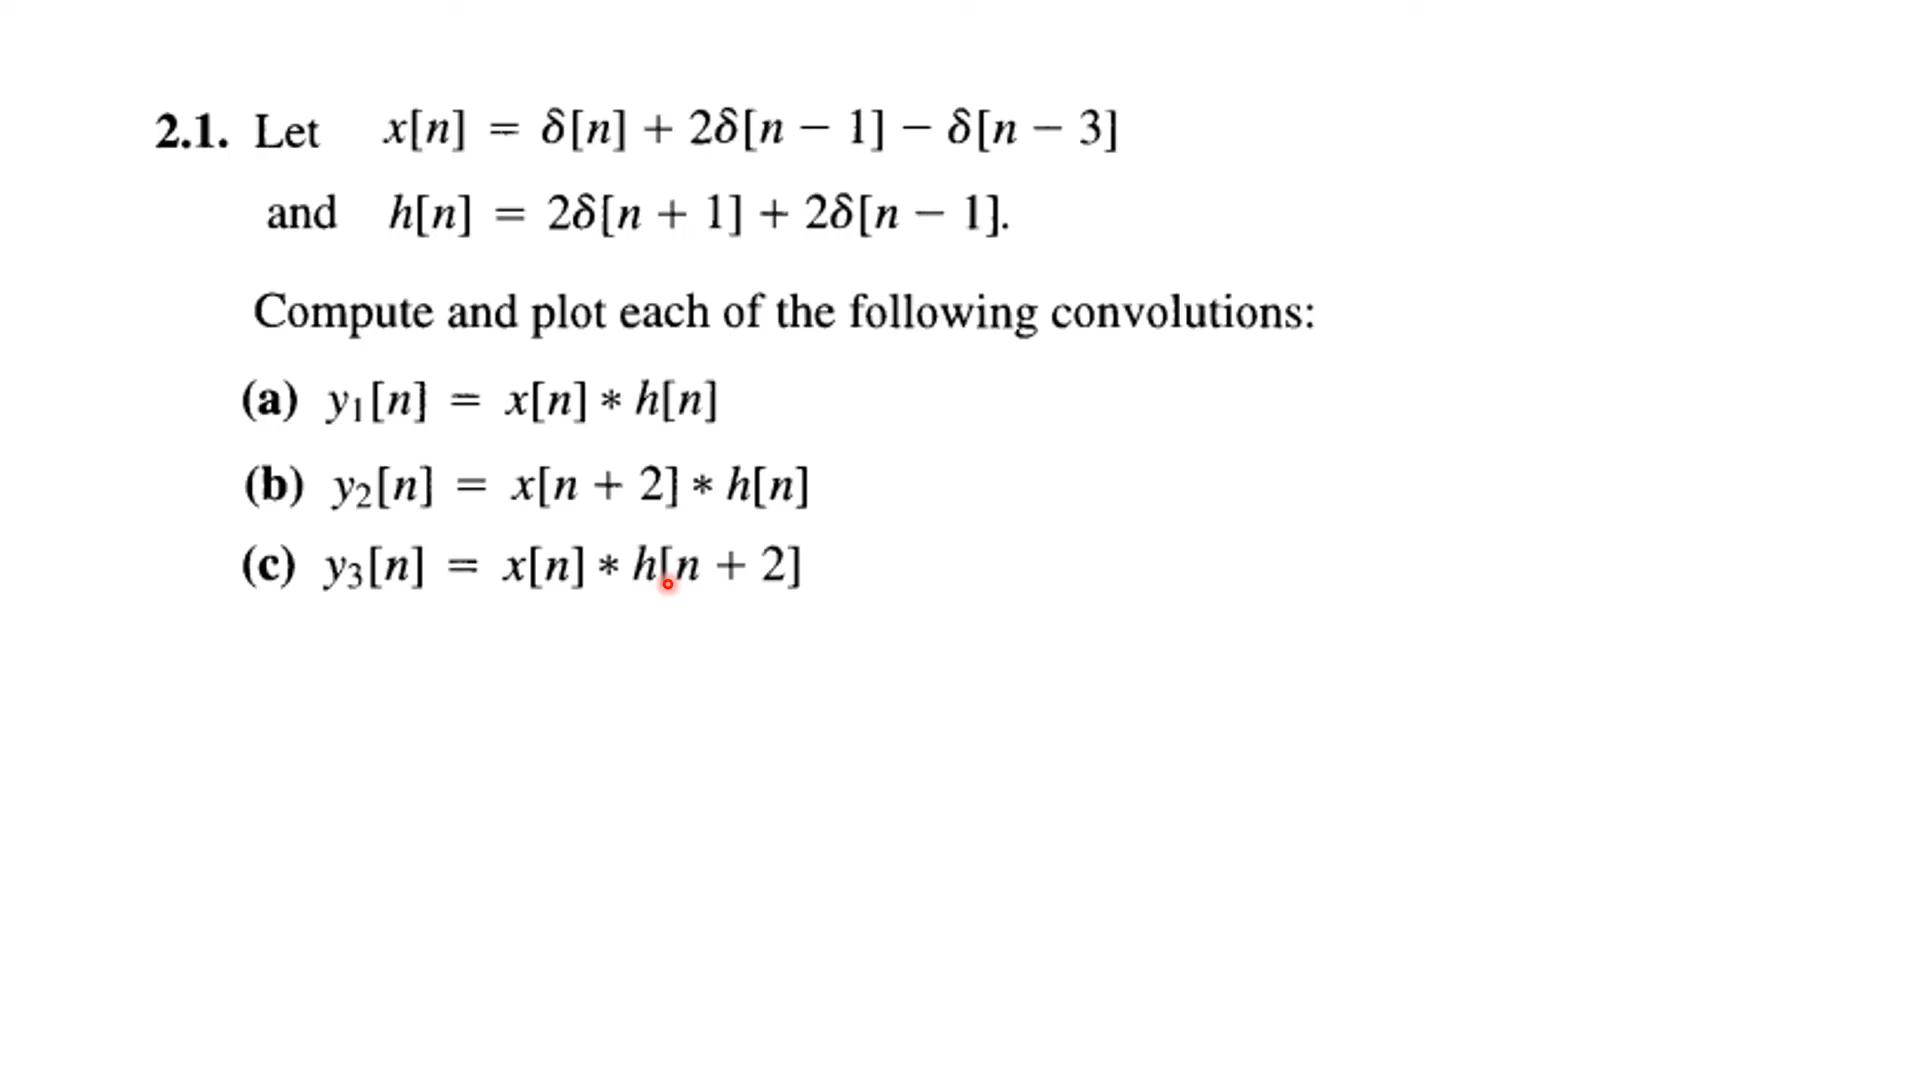 2.1. Let x[n] = δ[n] + 2δ[n − 1] − δ[n − 3]
and h[n] = 2δ[n + 1] + 2δ[n − 1].
Compute and plot each of the following convolutions:
(a) y₁[n] = x[n] * h[n]
(b) y₂[n] = x[n + 2] * h[n]
(c) y₃[n] = x[n] * h[n + 2]